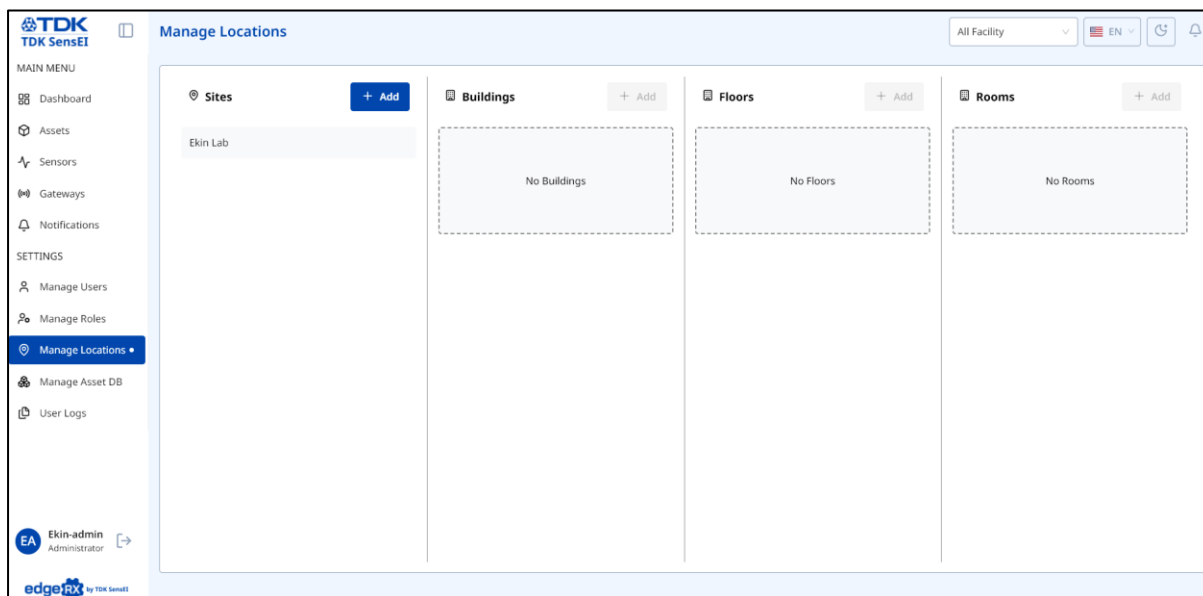 TDK
TDK SensEI
Manage Locations
All Facility
EN
MAIN MENU
Dashboard
Assets
Sensors
Gateways
Notifications
SETTINGS
Manage Users
Manage Roles
Manage Locations
Manage Asset DB
User Logs
Sites
+ Add
Ekin Lab
Buildings
+ Add
No Buildings
Floors
+ Add
No Floors
Rooms
+ Add
No Rooms
EA
Ekin-admin
Administrator
edgeRX by TDK SensEI